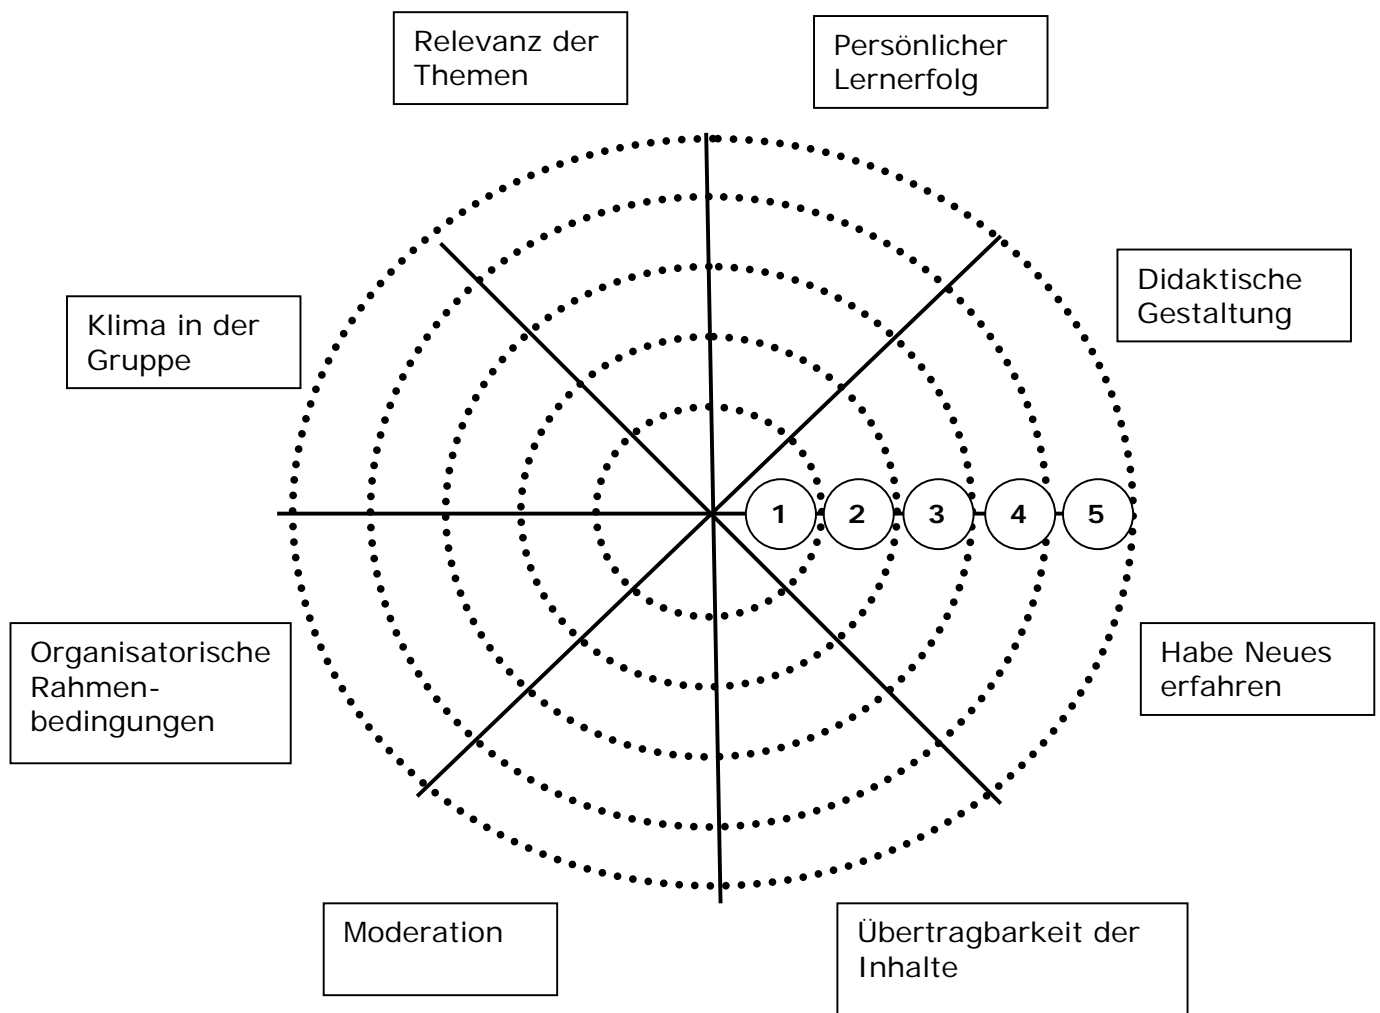 Relevanz der
Themen
Persönlicher
Lernerfolg
Didaktische
Gestaltung
Klima in der
Gruppe
1 2 3 4 5
Organisatorische
Rahmen-
bedingungen
Habe Neues
erfahren
Moderation
Übertragbarkeit der
Inhalte